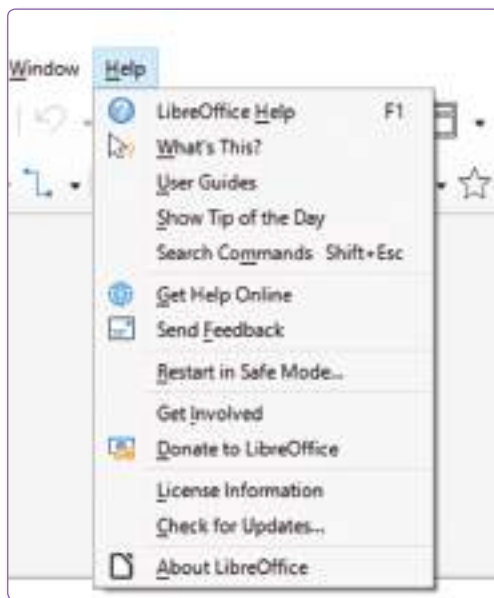 Window Help
LibreOffice Help F1
What's This?
User Guides
Show Tip of the Day
Search Commands Shift+Esc
Get Help Online
Send Feedback
Restart in Safe Mode...
Get Involved
Donate to LibreOffice
License Information
Check for Updates...
About LibreOffice